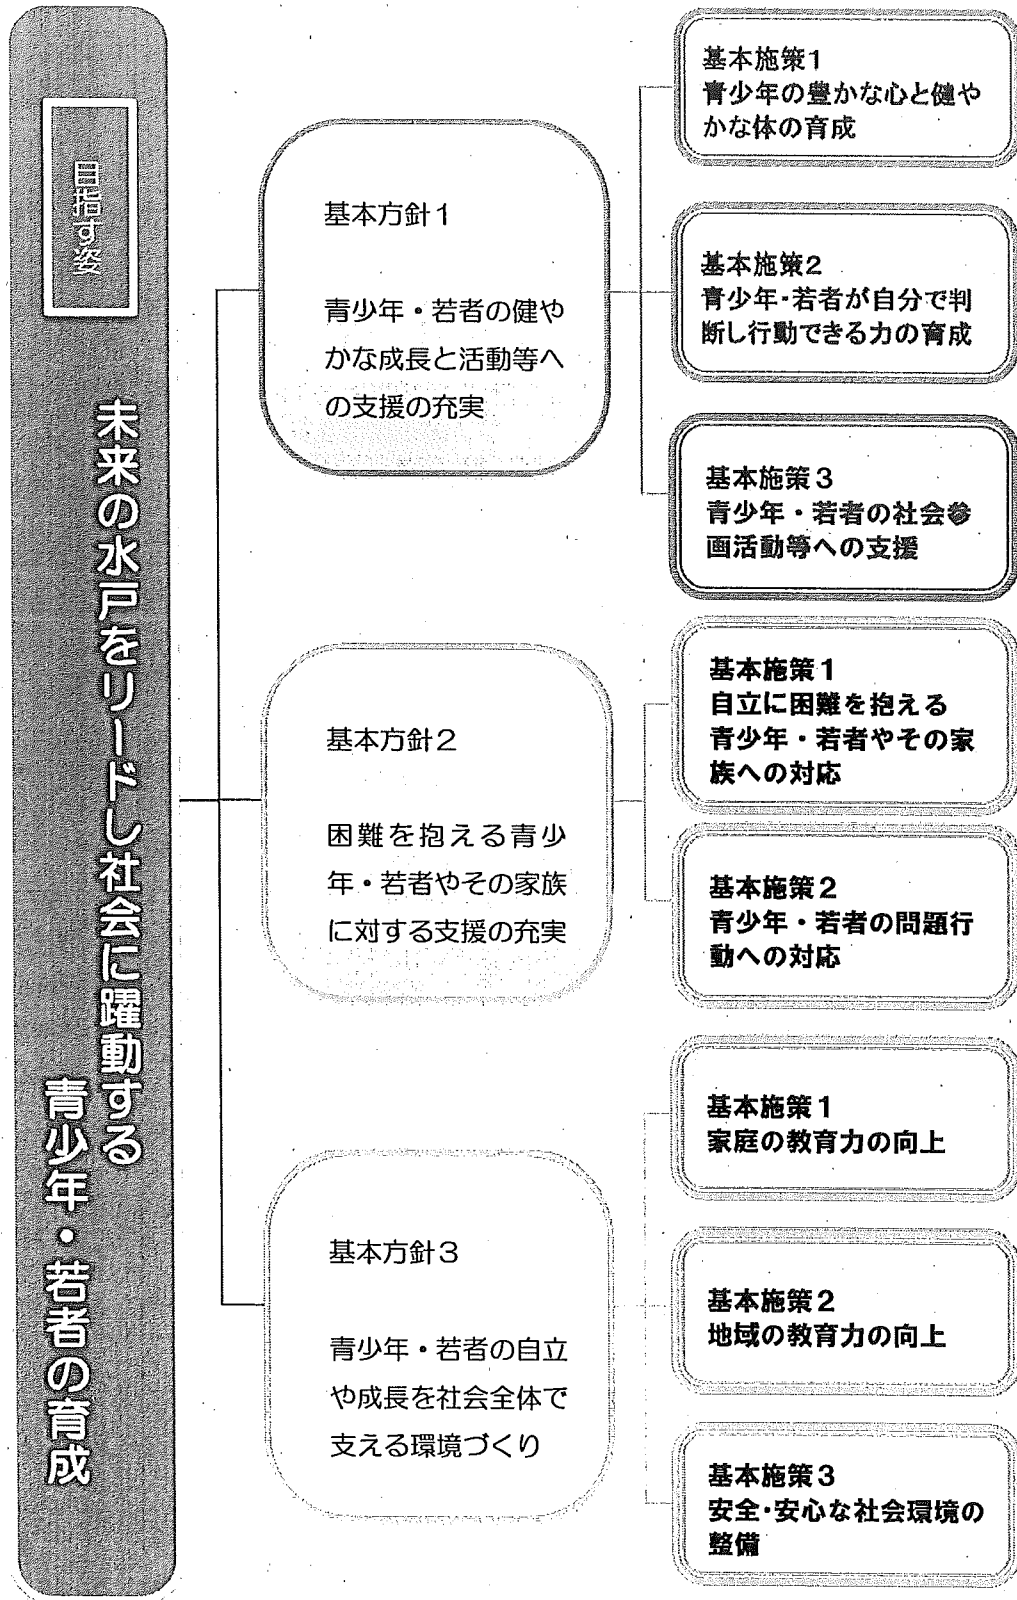 目指す姿
未来の水戸をリードし社会に躍動する
青少年・若者の育成
基本方針1
青少年・若者の健や
かな成長と活動等へ
の支援の充実
基本施策1
青少年の豊かな心と健や
かな体の育成
基本施策2
青少年・若者が自分で判
断し行動できる力の育成
基本施策3
青少年・若者の社会参
画活動等への支援
基本方針2
困難を抱える青少
年・若者やその家族
に対する支援の充実
基本施策1
自立に困難を抱える
青少年・若者やその家
族への対応
基本施策2
青少年・若者の問題行
動への対応
基本方針3
青少年・若者の自立
や成長を社会全体で
支える環境づくり
基本施策1
家庭の教育力の向上
基本施策2
地域の教育力の向上
基本施策3
安全・安心な社会環境の
整備